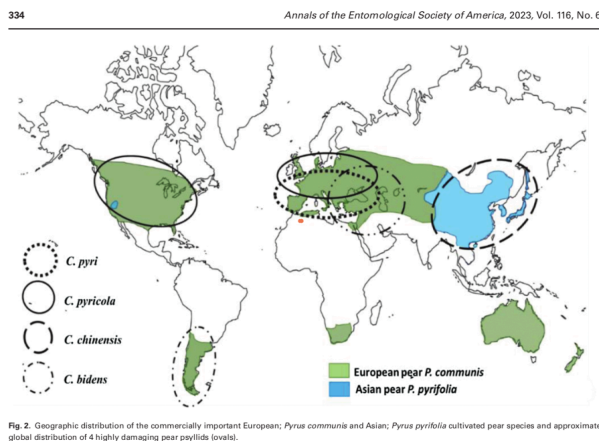 334
Annals of the Entomological Society of America, 2023, Vol. 116, No. 6
C. pyri
C. pyricola
C. chinensis
C. bidens
European pear P. communis
Asian pear P. pyrifolia
Fig. 2. Geographic distribution of the commercially important European; Pyrus communis and Asian; Pyrus pyrifolia cultivated pear species and approximate
global distribution of 4 highly damaging pear psyllids (ovals).